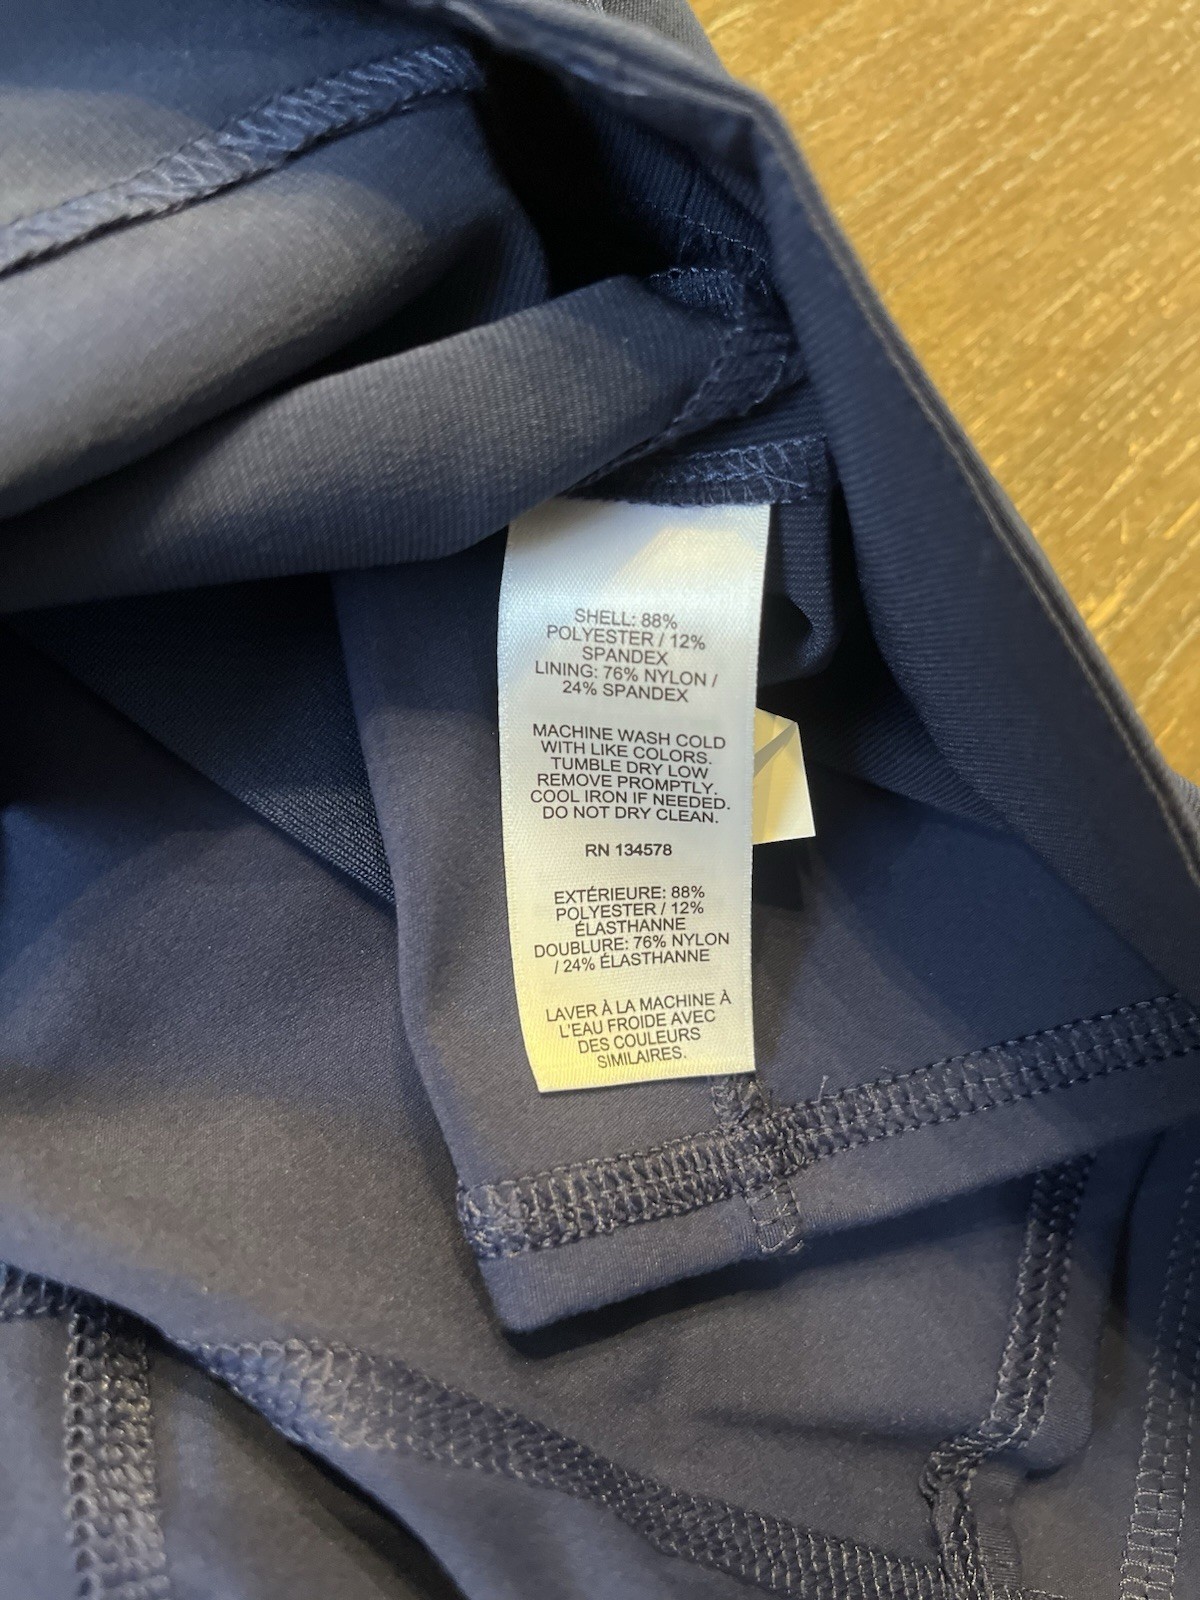 SHELL: 88%
POLYESTER / 12%
SPANDEX
LINING: 76% NYLON /
24% SPANDEX
MACHINE WASH COLD
WITH LIKE COLORS.
TUMBLE DRY LOW
REMOVE PROMPTLY.
COOL IRON IF NEEDED.
DO NOT DRY CLEAN.
RN 134578
EXTÉRIEURE: 88%
POLYESTER / 12%
ÉLASTHANNE
DOUBLURE: 76% NYLON
/ 24% ÉLASTHANNE
LAVER À LA MACHINE À
L'EAU FROIDE AVEC
DES COULEURS
SIMILAIRES.